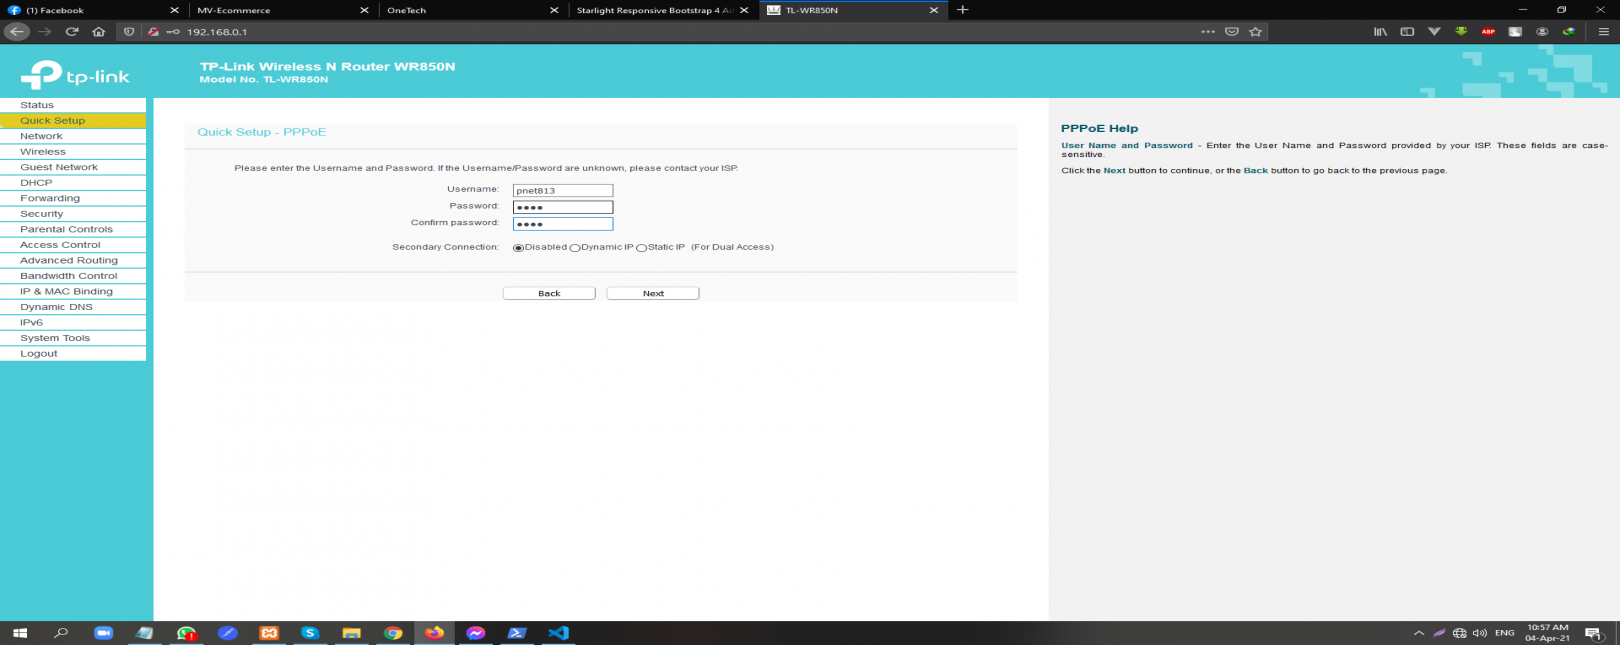 (1) Facebook
MV-Ecommerce
OneTech
Starlight Responsive Bootstrap 4 Ad
TL-WR850N
192.168.0.1
ABP
tp-link
TP-Link Wireless N Router WR850N
Model No. TL-WR850N
Status
Quick Setup
Network
Wireless
Guest Network
DHCP
Forwarding
Security
Parental Controls
Access Control
Advanced Routing
Bandwidth Control
IP & MAC Binding
Dynamic DNS
IPv6
System Tools
Logout
Quick Setup - PPPoE
Please enter the Username and Password. If the Username/Password are unknown, please contact your ISP.
Username: pnet813
Password: ••••
Confirm password: ••••
Secondary Connection: Disabled Dynamic IP Static IP (For Dual Access)
Back Next
PPPoE Help
User Name and Password - Enter the User Name and Password provided by your ISP. These fields are case-
sensitive.
Click the Next button to continue, or the Back button to go back to the previous page.
ENG
10:57 AM
04-Apr-21